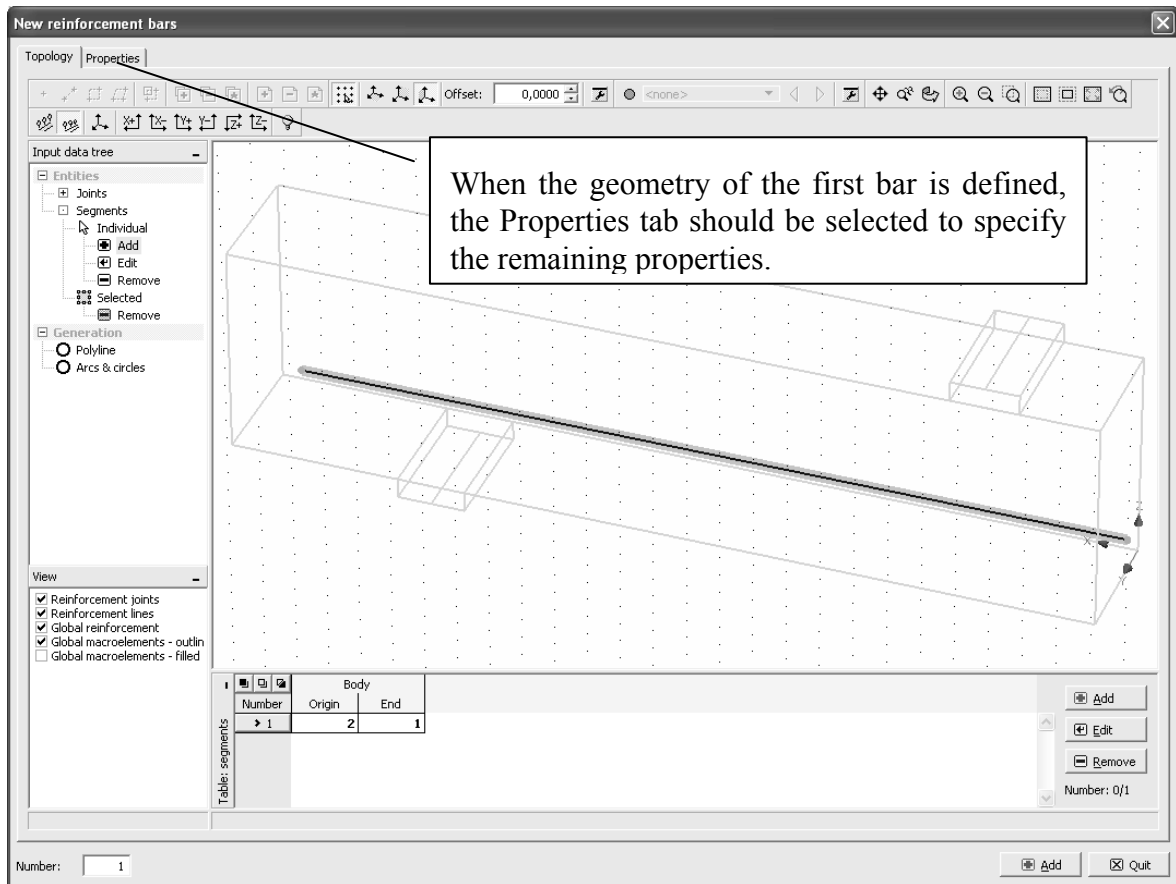 New reinforcement bars
Topology Properties
Offset: 0,0000 <none>
Input data tree
Entities
Joints
Segments
Individual
Add
Edit
Remove
Selected
Remove
Generation
Polyline
Arcs & circles
When the geometry of the first bar is defined,
the Properties tab should be selected to specify
the remaining properties.
Z
X
Y
View
Reinforcement joints
Reinforcement lines
Global reinforcement
Global macroelements - outlin
Global macroelements - filled
Table: segments
Body
Number Origin End
1 2 1
Add
Edit
Remove
Number: 0/1
Number: 1
Add Quit